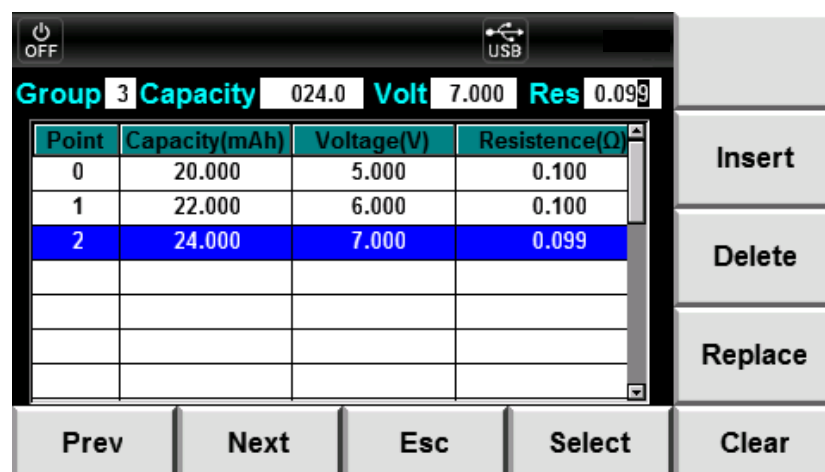 OFF USB
Group 3 Capacity 024.0 Volt 7.000 Res 0.099
Point Capacity(mAh) Voltage(V) Resistence(Ω)
0 20.000 5.000 0.100
1 22.000 6.000 0.100
2 24.000 7.000 0.099
Insert
Delete
Replace
Prev Next Esc Select Clear